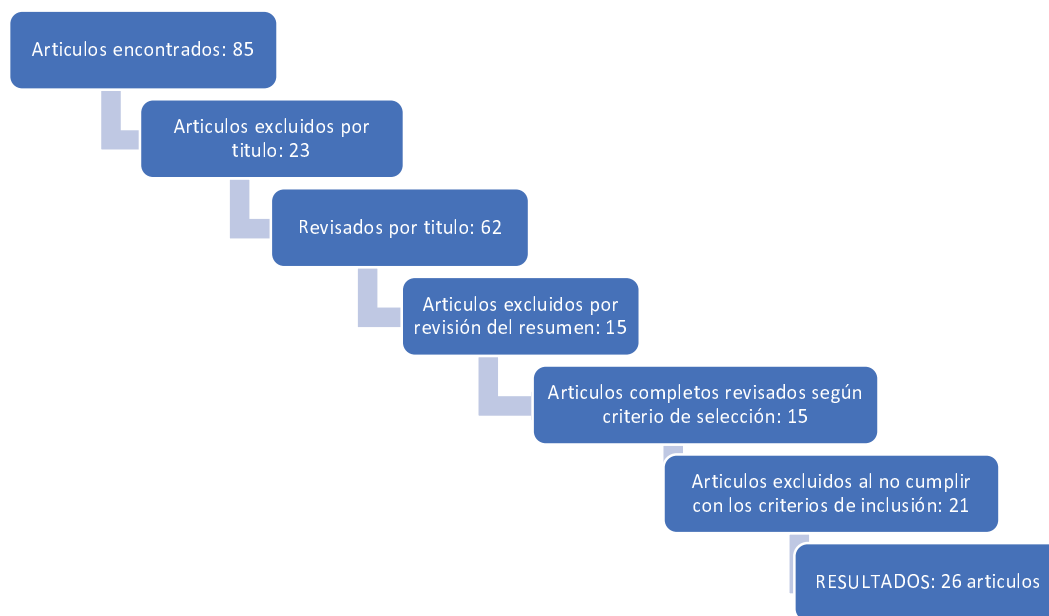 Articulos encontrados: 85
Articulos excluidos por
titulo: 23
Revisados por titulo: 62
Articulos excluidos por
revisión del resumen: 15
Articulos completos revisados según
criterio de selección: 15
Articulos excluidos al no cumplir
con los criterios de inclusión: 21
RESULTADOS: 26 articulos